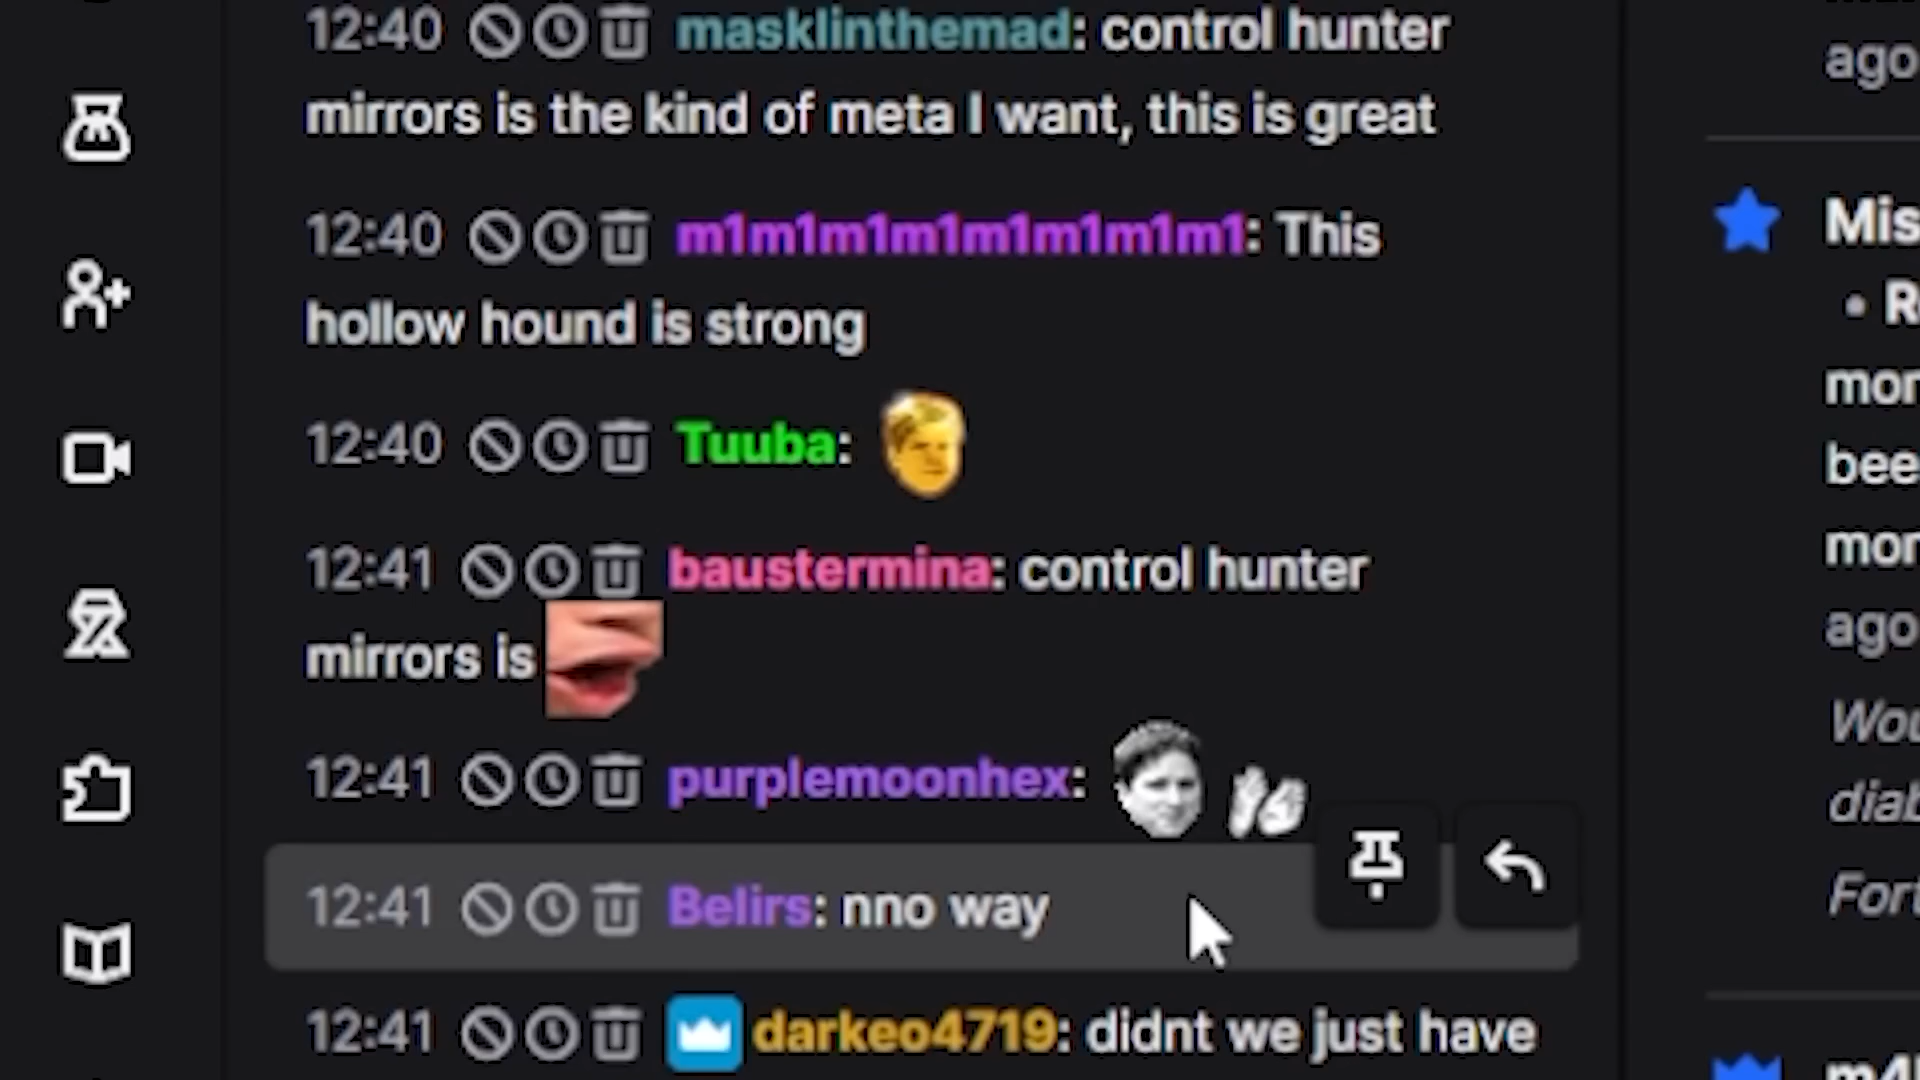 12:40 masklinthemad: control hunter
mirrors is the kind of meta I want, this is great
12:40 m1m1m1m1m1m1m1m1: This
hollow hound is strong
12:40 Tuuba:
12:41 baustermina: control hunter
mirrors is
12:41 purplemoonhex:
12:41 Belirs: nno way
12:41 darkeo4719: didnt we just have
ago
Mis
• R
mor
bee
mor
ago
Wou
diab
Fort